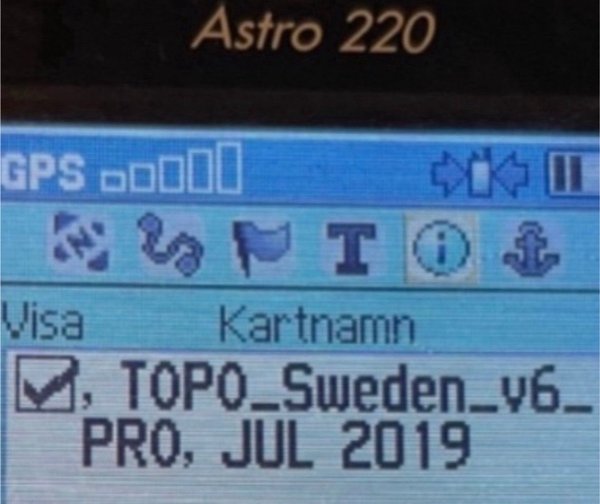 Astro 220
GPS
Visa Kartnamn
, TOPO_Sweden_v6_
PRO, JUL 2019